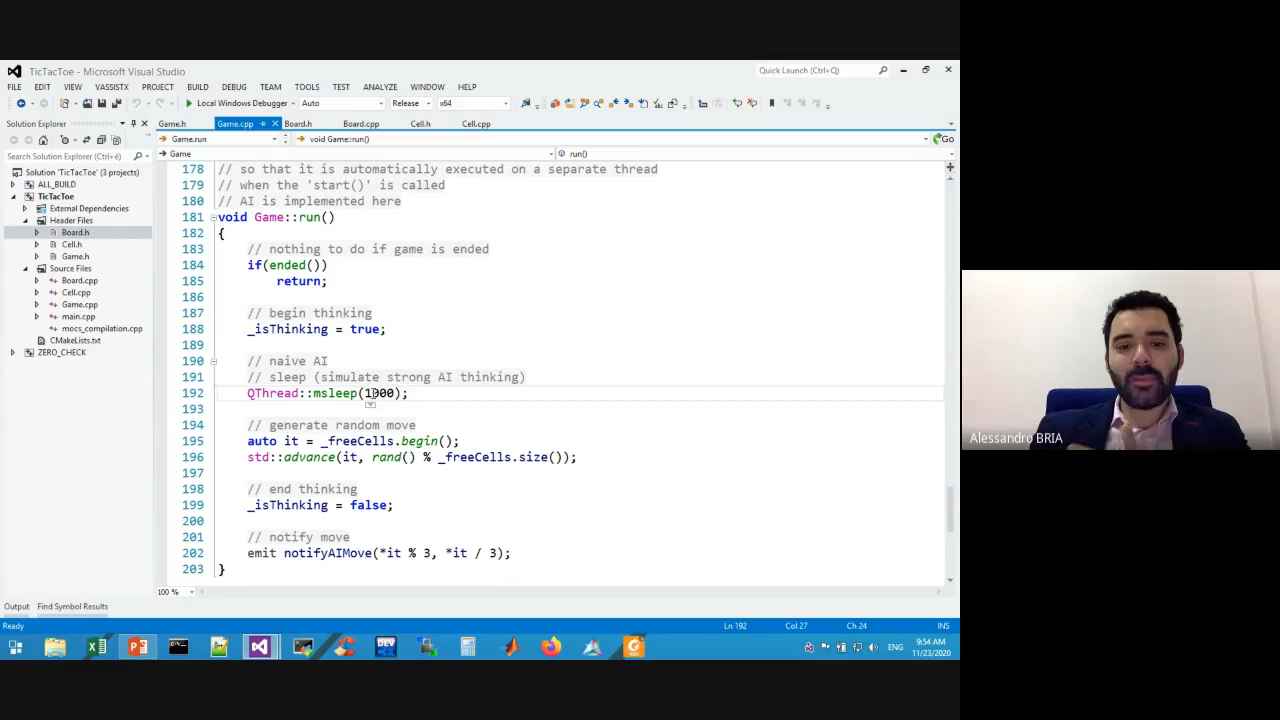 TicTacToe - Microsoft Visual Studio
Quick Launch (Ctrl+Q)
FILE EDIT VIEW VASSISTX PROJECT BUILD DEBUG TEAM TOOLS TEST ANALYZE WINDOW HELP
Local Windows Debugger Auto Release x64
Solution Explorer
Game.h Game.cpp Board.h Board.cpp Cell.h Cell.cpp
Game.run void Game::run() Go
Search Solution Explorer (Ctrl+è)
Game run()
Solution 'TicTacToe' (3 projects)
ALL_BUILD
TicTacToe
External Dependencies
Header Files
Board.h
Cell.h
Game.h
Source Files
Board.cpp
Cell.cpp
Game.cpp
main.cpp
mocs_compilation.cpp
CMakeLists.txt
ZERO_CHECK
178 // so that it is automatically executed on a separate thread
179 // when the 'start()' is called
180 // AI is implemented here
181 void Game::run()
182 {
183 // nothing to do if game is ended
184 if(ended())
185 return;
186
187 // begin thinking
188 _isThinking = true;
189
190 // naive AI
191 // sleep (simulate strong AI thinking)
192 QThread::msleep(1000);
193
194 // generate random move
195 auto it = _freeCells.begin();
196 std::advance(it, rand() % _freeCells.size());
197
198 // end thinking
199 _isThinking = false;
200
201 // notify move
202 emit notifyAIMove(*it % 3, *it / 3);
203 }
100 %
Output Find Symbol Results
Ready Ln 192 Col 27 Ch 24 INS
DEV
ENG
9:54 AM
11/23/2020
Alessandro BRIA